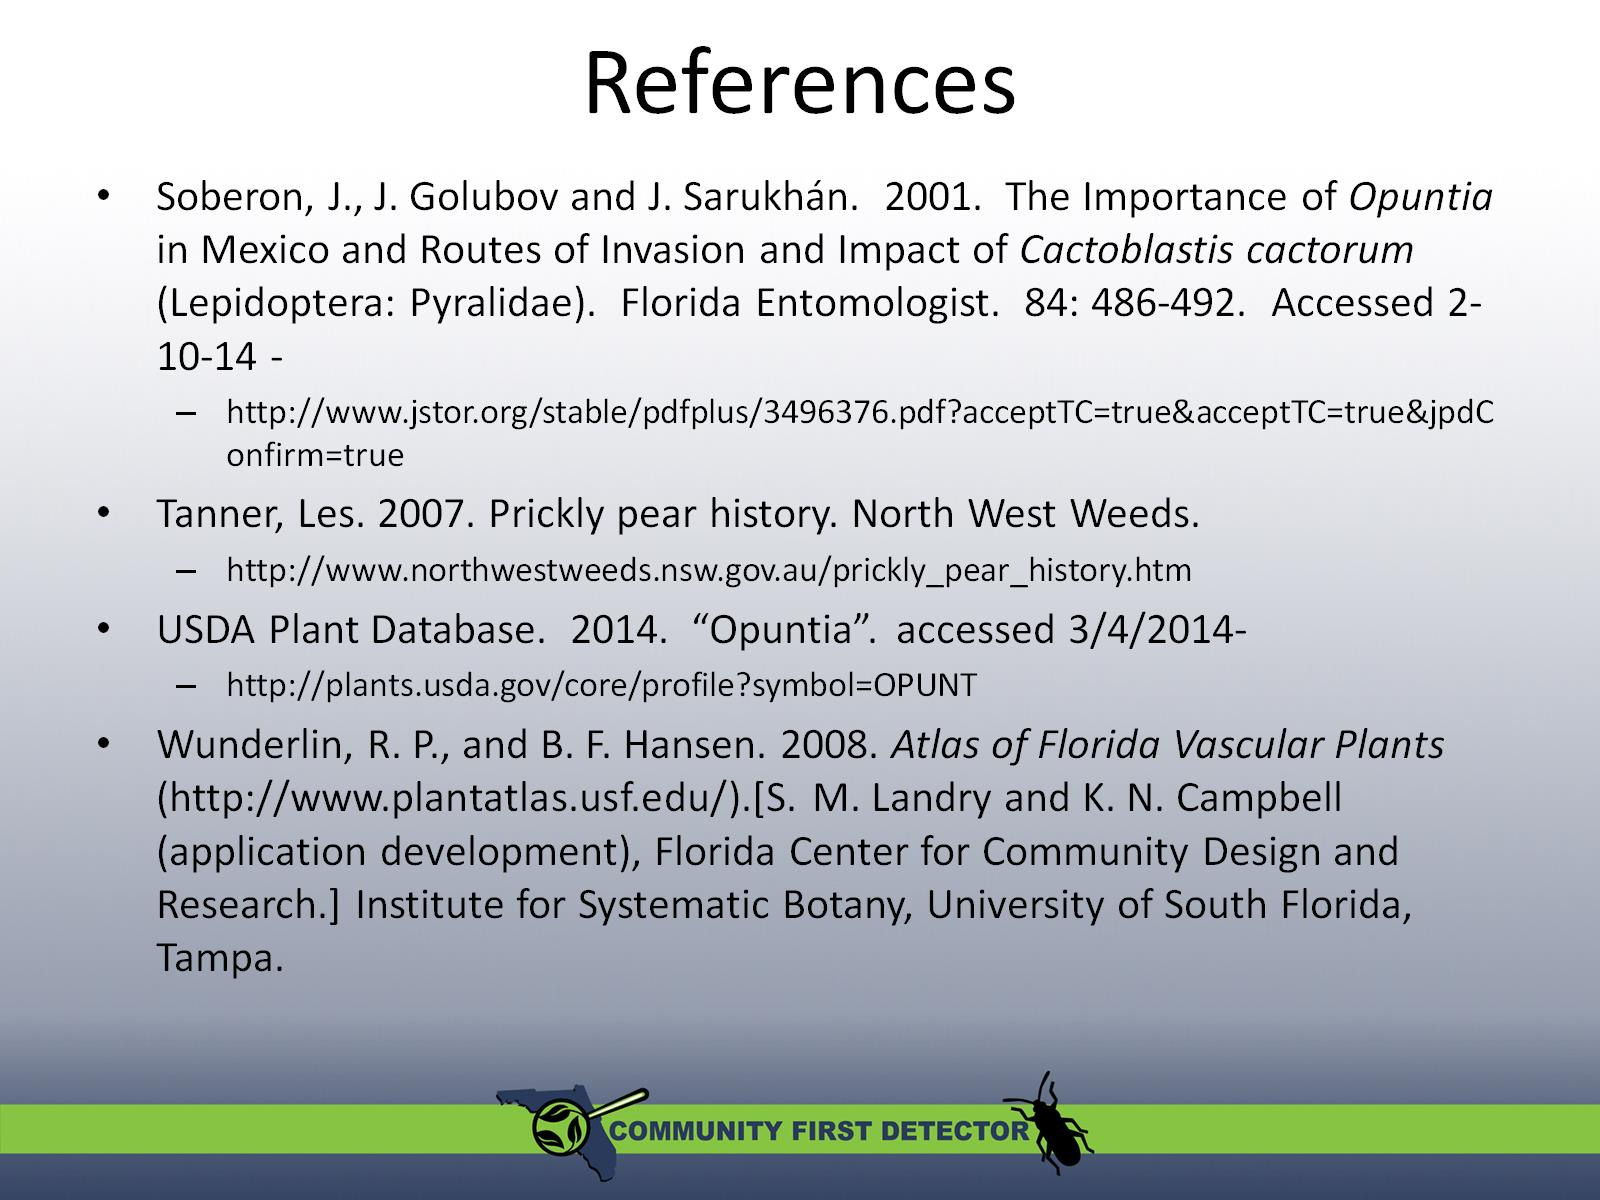 References
• Soberon, J., J. Golubov and J. Sarukhán.  2001.  The Importance of Opuntia
in Mexico and Routes of Invasion and Impact of Cactoblastis cactorum
(Lepidoptera: Pyralidae).  Florida Entomologist.  84: 486-492.  Accessed 2-
10-14 -
– http://www.jstor.org/stable/pdfplus/3496376.pdf?acceptTC=true&acceptTC=true&jpdC
onfirm=true
• Tanner, Les. 2007. Prickly pear history. North West Weeds.
– http://www.northwestweeds.nsw.gov.au/prickly_pear_history.htm
• USDA Plant Database.  2014.  “Opuntia”.  accessed 3/4/2014-
– http://plants.usda.gov/core/profile?symbol=OPUNT
• Wunderlin, R. P., and B. F. Hansen. 2008. Atlas of Florida Vascular Plants
(http://www.plantatlas.usf.edu/).[S. M. Landry and K. N. Campbell
(application development), Florida Center for Community Design and
Research.] Institute for Systematic Botany, University of South Florida,
Tampa.
COMMUNITY FIRST DETECTOR